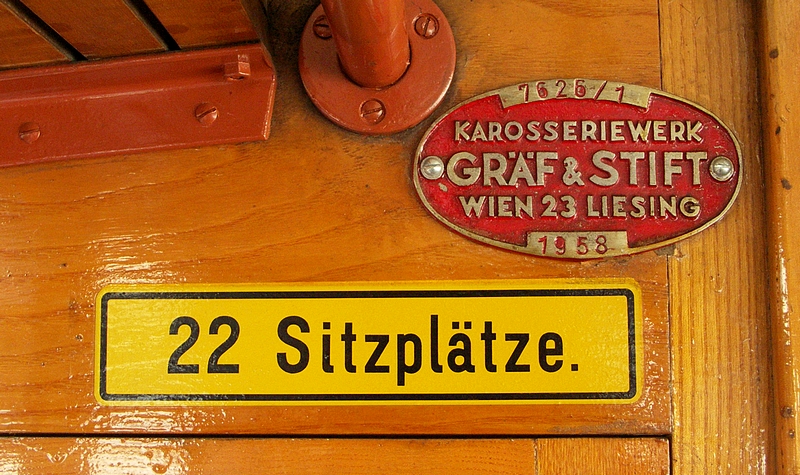 7626/1
KAROSSERIEWERK
GRÄF & STIFT
WIEN 23 LIESING
1958
22 Sitzplätze.